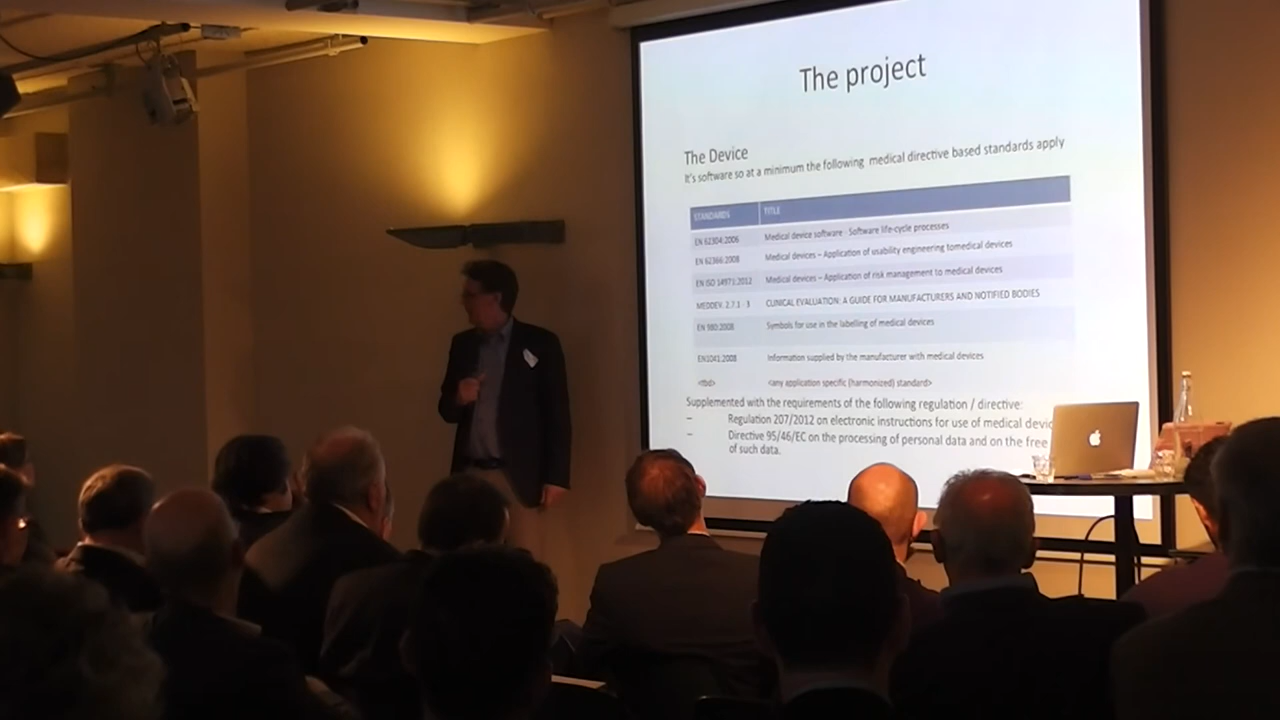 The project
The Device
It's software so at a minimum the following medical directive based standards apply
STANDARDS TITLE
EN 62304:2006 Medical device software - Software life-cycle processes
EN 62366:2008 Medical devices – Application of usability engineering tomedical devices
EN ISO 14971:2012 Medical devices – Application of risk management to medical devices
MEDDEV. 2.7.1 - 3 CLINICAL EVALUATION: A GUIDE FOR MANUFACTURERS AND NOTIFIED BODIES
EN 980:2008 Symbols for use in the labelling of medical devices
EN1041:2008 Information supplied by the manufacturer with medical devices
<tbd> <any application specific (harmonized) standard>
Supplemented with the requirements of the following regulation / directive:
– Regulation 207/2012 on electronic instructions for use of medical devic
– Directive 95/46/EC on the processing of personal data and on the free
of such data.